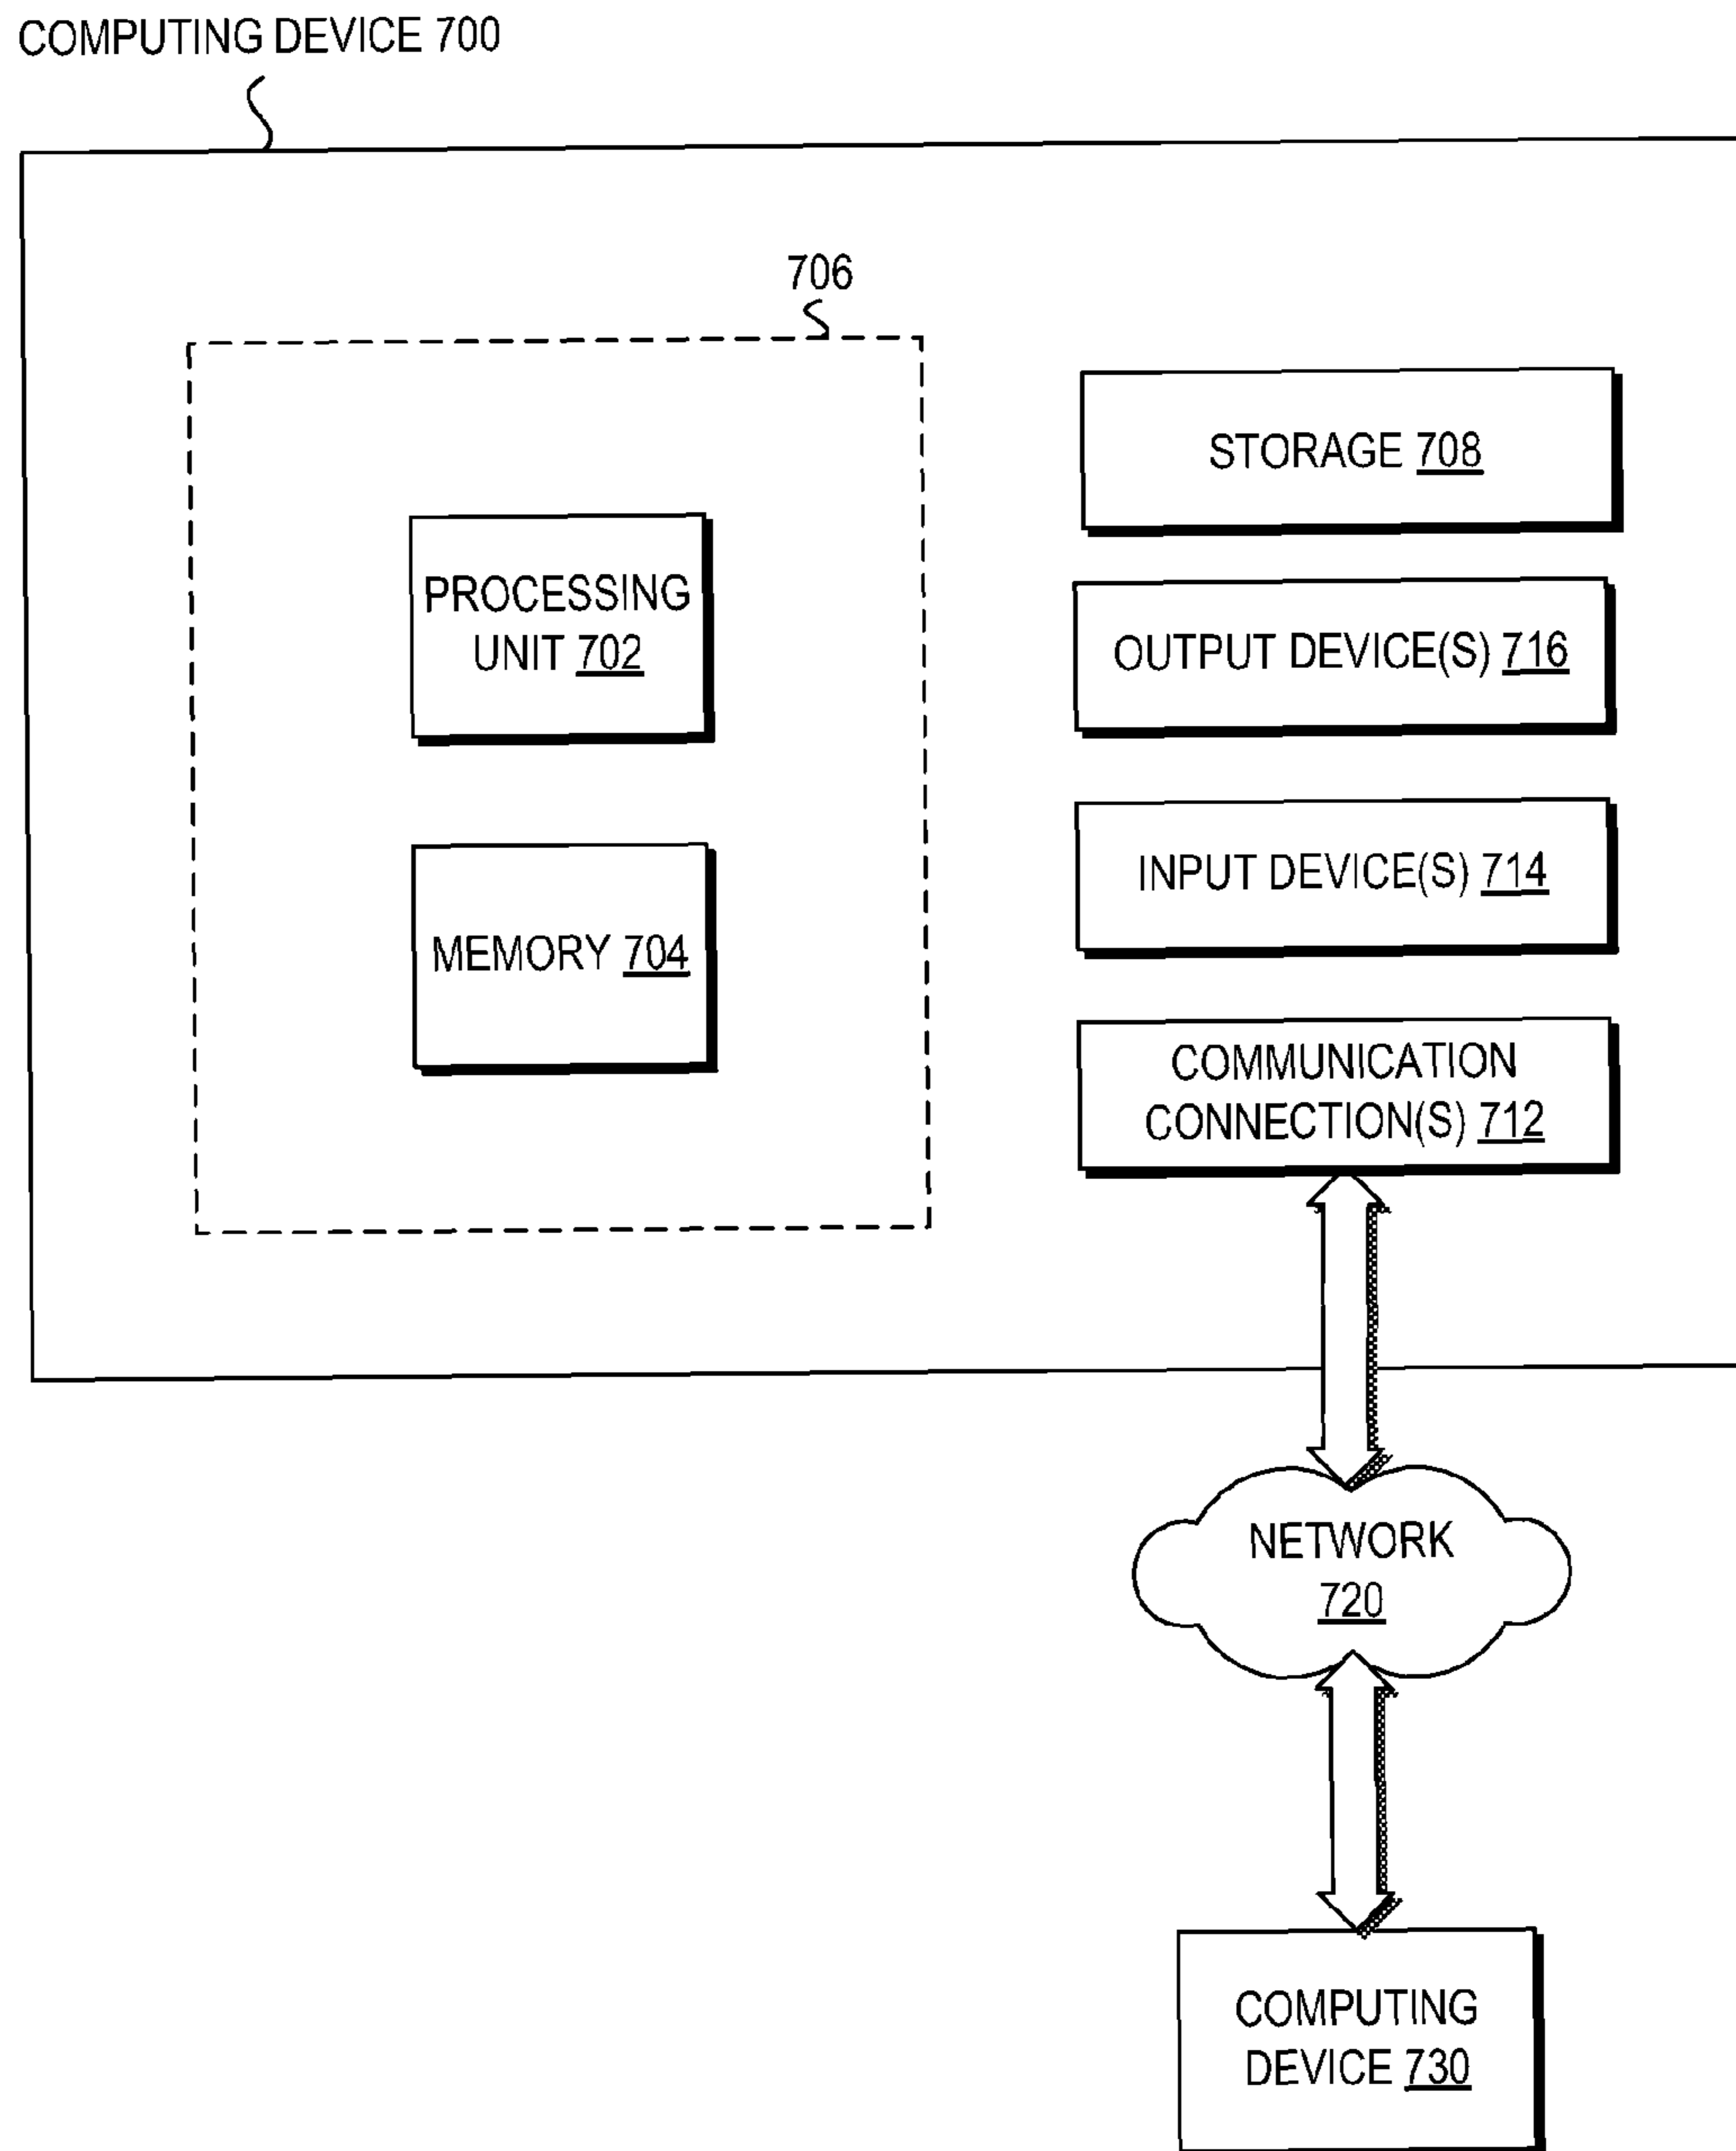 COMPUTING DEVICE 700
706
PROCESSING
UNIT 702
MEMORY 704
STORAGE 708
OUTPUT DEVICE(S) 716
INPUT DEVICE(S) 714
COMMUNICATION
CONNECTION(S) 712
NETWORK
720
COMPUTING
DEVICE 730